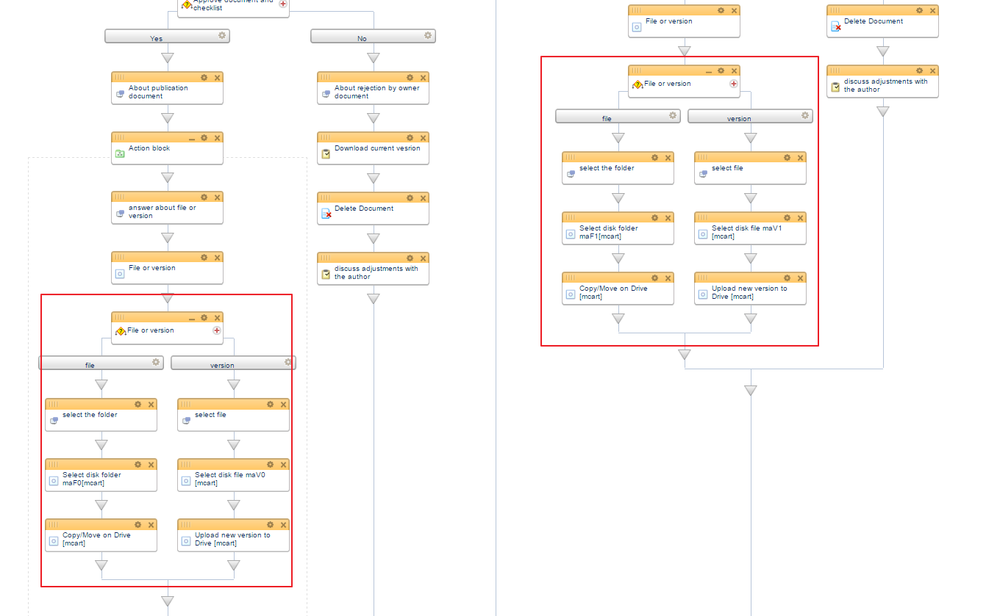 Approve document and
checklist
Yes
No
About publication
document
About rejection by owner
document
Action block
Download current vesrion
answer about file or
version
Delete Document
File or version
discuss adjustments with
the author
File or version
file
version
select the folder
select file
Select disk folder
maF0[mcart]
Select disk file maV0
[mcart]
Copy/Move on Drive
[mcart]
Upload new version to
Drive [mcart]
File or version
Delete Document
File or version
discuss adjustments with
the author
file
version
select the folder
select file
Select disk folder
maF1[mcart]
Select disk file maV1
[mcart]
Copy/Move on Drive
[mcart]
Upload new version to
Drive [mcart]